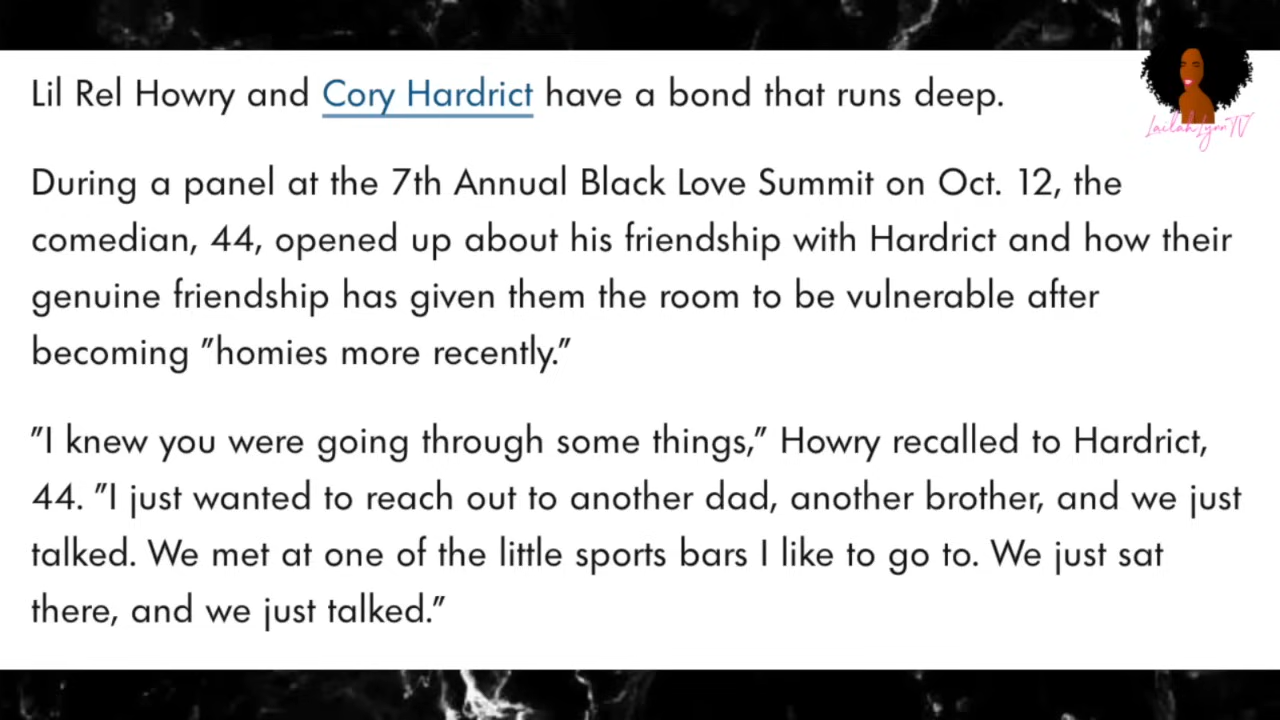 Lil Rel Howry and Cory Hardrict have a bond that runs deep.
LailahLynnTV
During a panel at the 7th Annual Black Love Summit on Oct. 12, the
comedian, 44, opened up about his friendship with Hardrict and how their
genuine friendship has given them the room to be vulnerable after
becoming "homies more recently."
"I knew you were going through some things," Howry recalled to Hardrict,
44. "I just wanted to reach out to another dad, another brother, and we just
talked. We met at one of the little sports bars I like to go to. We just sat
there, and we just talked."